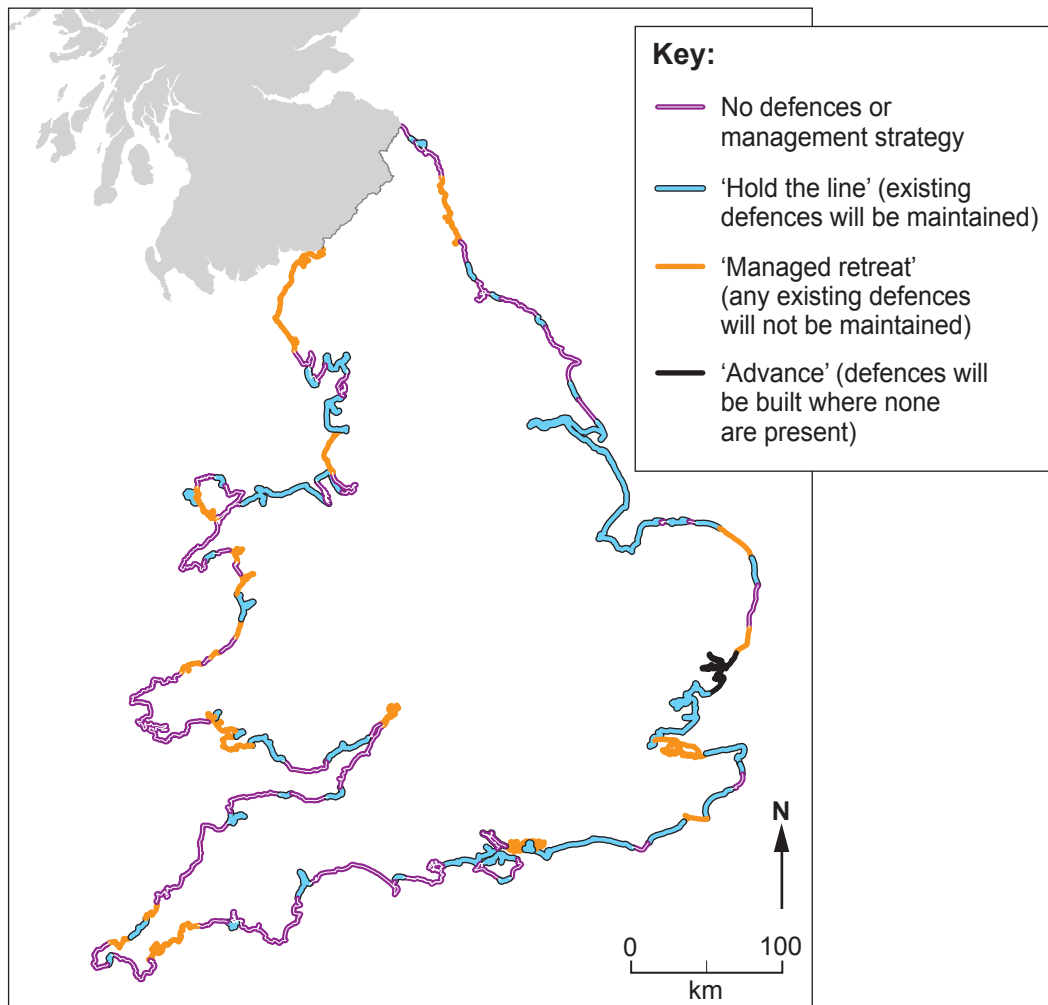 Key:
No defences or
management strategy
‘Hold the line’ (existing
defences will be maintained)
‘Managed retreat’
(any existing defences
will not be maintained)
‘Advance’ (defences will
be built where none
are present)
N
0 100
km